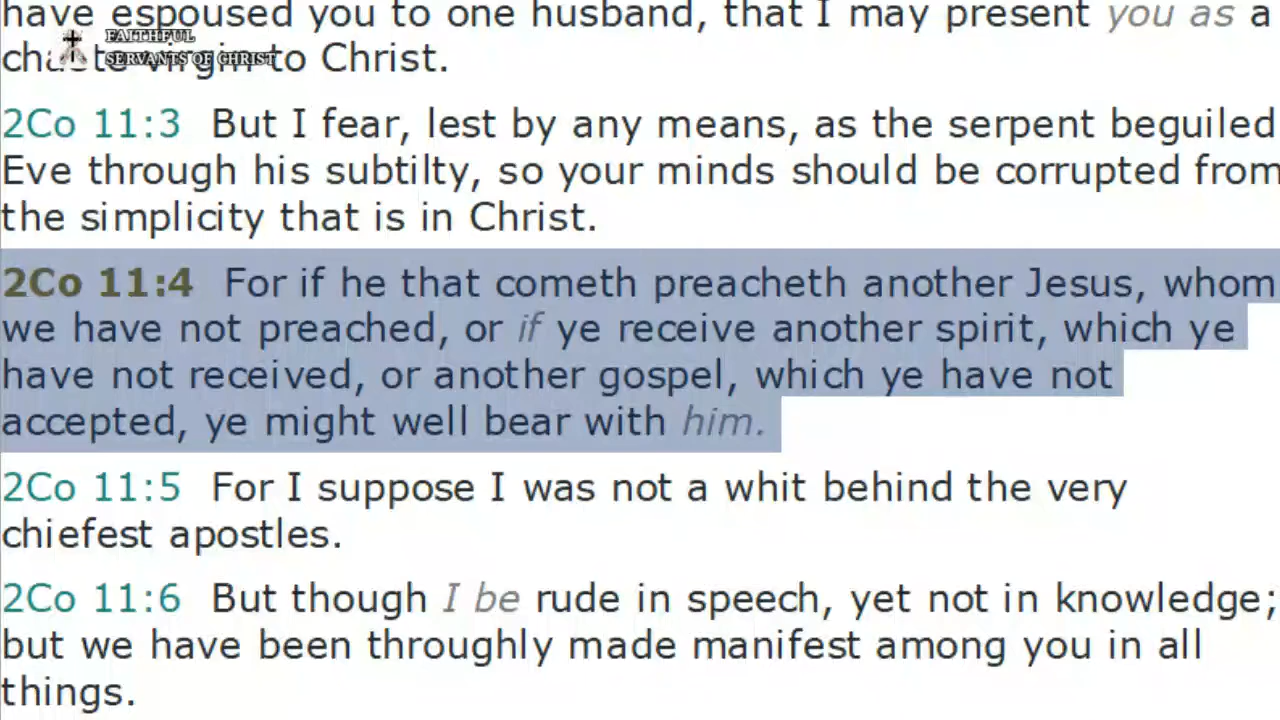 have espoused you to one husband, that I may present you as a
FAITHFUL
SERVANTS OF CHRIST
chaste virgin to Christ.
2Co 11:3 But I fear, lest by any means, as the serpent beguiled
Eve through his subtilty, so your minds should be corrupted from
the simplicity that is in Christ.
2Co 11:4 For if he that cometh preacheth another Jesus, whom
we have not preached, or if ye receive another spirit, which ye
have not received, or another gospel, which ye have not
accepted, ye might well bear with him.
2Co 11:5 For I suppose I was not a whit behind the very
chiefest apostles.
2Co 11:6 But though I be rude in speech, yet not in knowledge;
but we have been throughly made manifest among you in all
things.